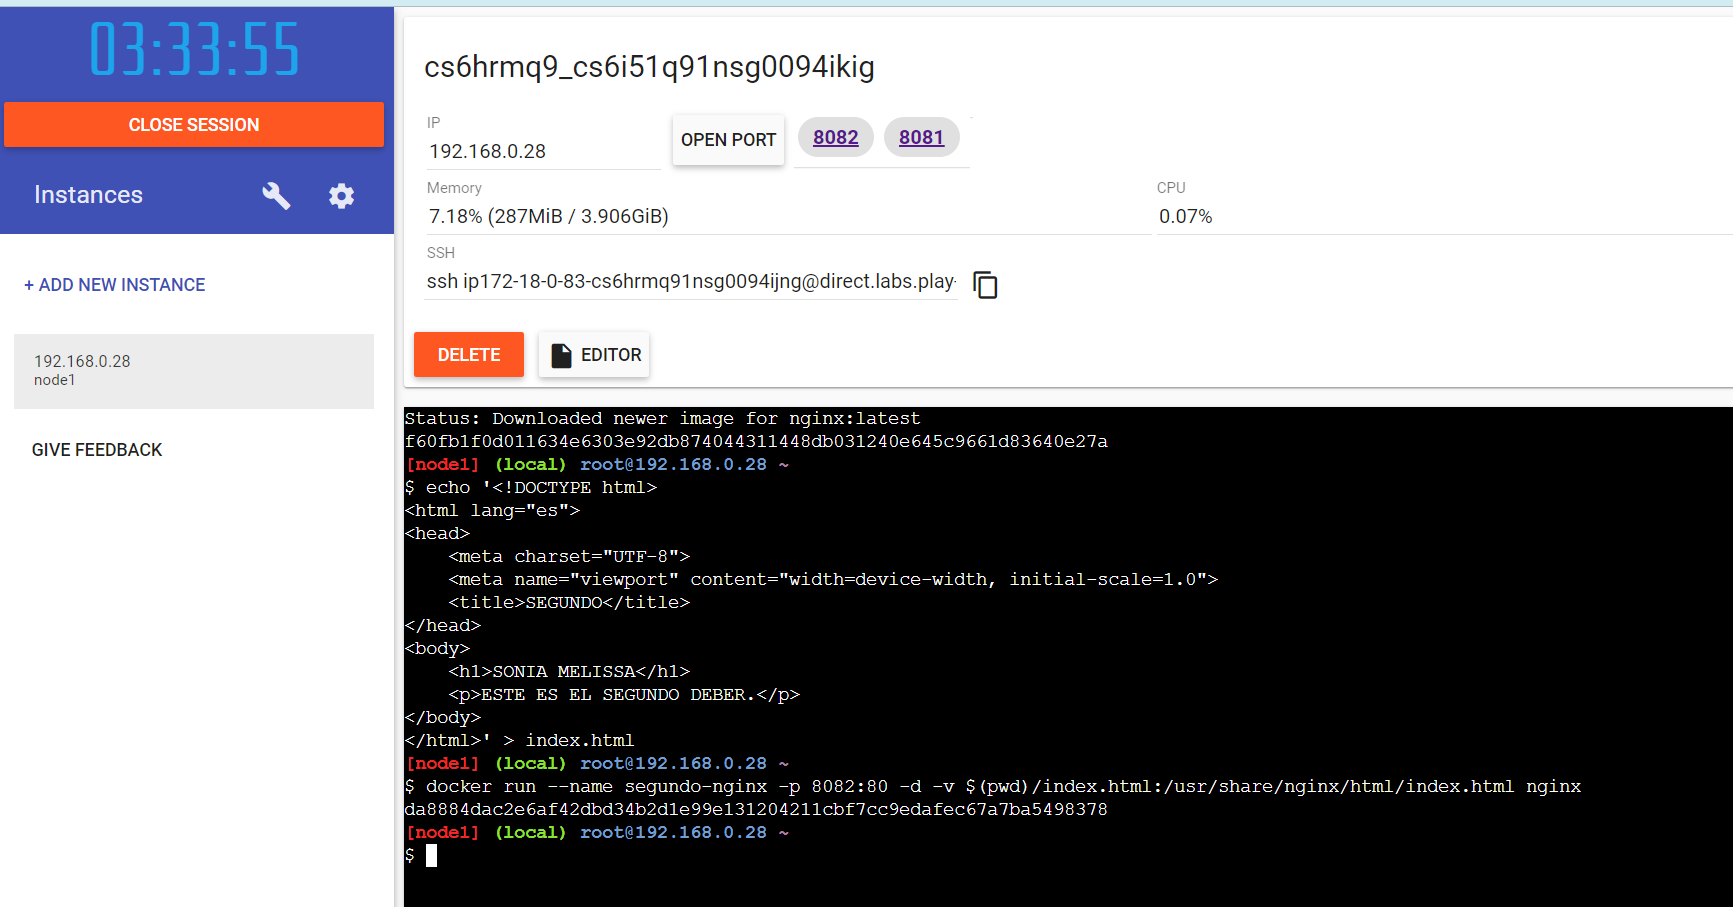 03:33:55
CLOSE SESSION
Instances
+ ADD NEW INSTANCE
192.168.0.28
node1
GIVE FEEDBACK
cs6hrmq9_cs6i51q91nsg0094ikig
IP
192.168.0.28
OPEN PORT
8082 8081
Memory
7.18% (287MiB / 3.906GiB)
CPU
0.07%
SSH
ssh ip172-18-0-83-cs6hrmq91nsg0094ijng@direct.labs.play-
DELETE
EDITOR
Status: Downloaded newer image for nginx:latest
f60fb1f0d011634e6303e92db874044311448db031240e645c9661d83640e27a
[node1] (local) root@192.168.0.28 ~
$ echo '<!DOCTYPE html>
<html lang="es">
<head>
    <meta charset="UTF-8">
    <meta name="viewport" content="width=device-width, initial-scale=1.0">
    <title>SEGUNDO</title>
</head>
<body>
    <h1>SONIA MELISSA</h1>
    <p>ESTE ES EL SEGUNDO DEBER.</p>
</body>
</html>' > index.html
[node1] (local) root@192.168.0.28 ~
$ docker run --name segundo-nginx -p 8082:80 -d -v $(pwd)/index.html:/usr/share/nginx/html/index.html nginx
da8884dac2e6af42dbd34b2d1e99e131204211cbf7cc9edafec67a7ba5498378
[node1] (local) root@192.168.0.28 ~
$